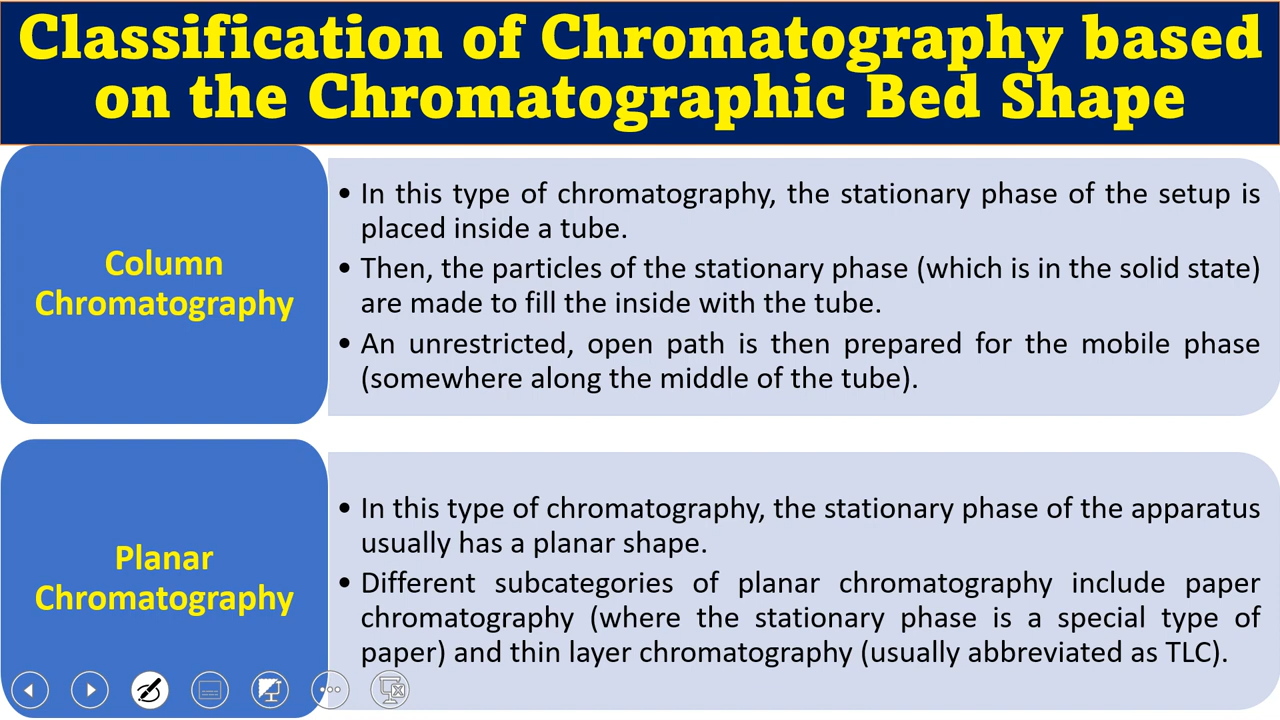 Classification of Chromatography based
on the Chromatographic Bed Shape
Column
Chromatography
• In this type of chromatography, the stationary phase of the setup is
placed inside a tube.
• Then, the particles of the stationary phase (which is in the solid state)
are made to fill the inside with the tube.
• An unrestricted, open path is then prepared for the mobile phase
(somewhere along the middle of the tube).
Planar
Chromatography
• In this type of chromatography, the stationary phase of the apparatus
usually has a planar shape.
• Different subcategories of planar chromatography include paper
chromatography (where the stationary phase is a special type of
paper) and thin layer chromatography (usually abbreviated as TLC).